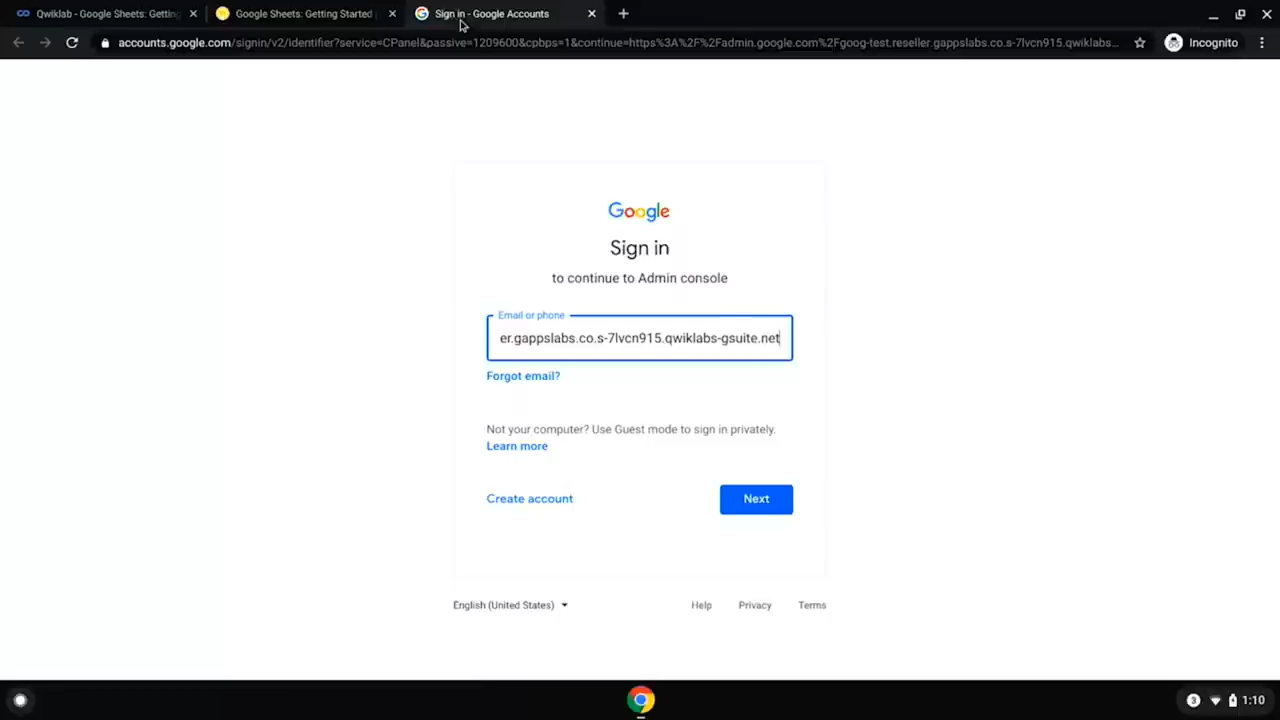 Qwiklab - Google Sheets: Getting
Google Sheets: Getting Started
Sign in - Google Accounts
accounts.google.com/signin/v2/identifier?service=CPanel&passive=1209600&cpbps=1&continue=https%3A%2F%2Fadmin.google.com%2Fgoog-test.reseller.gappslabs.co.s-7lvcn915.qwiklabs...
Incognito
Google
Sign in
to continue to Admin console
Email or phone
er.gappslabs.co.s-7lvcn915.qwiklabs-gsuite.net
Forgot email?
Not your computer? Use Guest mode to sign in privately.
Learn more
Create account
Next
English (United States)
Help
Privacy
Terms
3
1:10